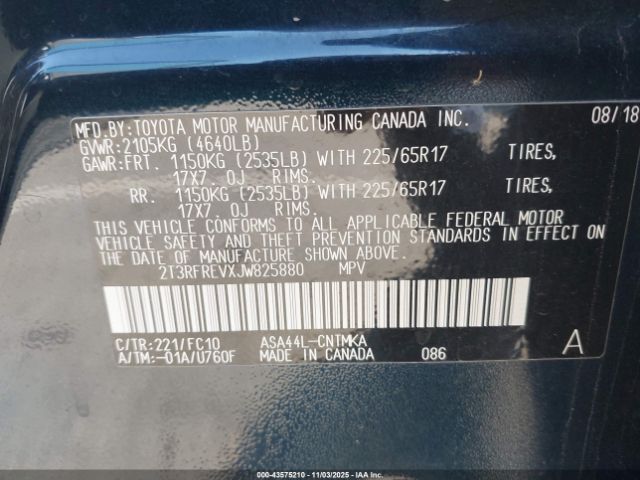 MFD.BY:TOYOTA MOTOR MANUFACTURING CANADA INC. 08/18
GVWR:2105KG (4640LB)
GAWR:FRT. 1150KG (2535LB) WITH 225/65R17 TIRES,
17X7.0J RIMS.
RR. 1150KG (2535LB) WITH 225/65R17 TIRES,
17X7.0J RIMS.
THIS VEHICLE CONFORMS TO ALL APPLICABLE FEDERAL MOTOR
VEHICLE SAFETY AND THEFT PREVENTION STANDARDS IN EFFECT ON
THE DATE OF MANUFACTURE SHOWN ABOVE.
2T3RFREVXJW825880 MPV
C/TR:221/FC10 ASA44L-CNTMKA A
A/TM:-01A/U760F MADE IN CANADA 086
000-43575210 - 11/03/2025 - IAAI.COM